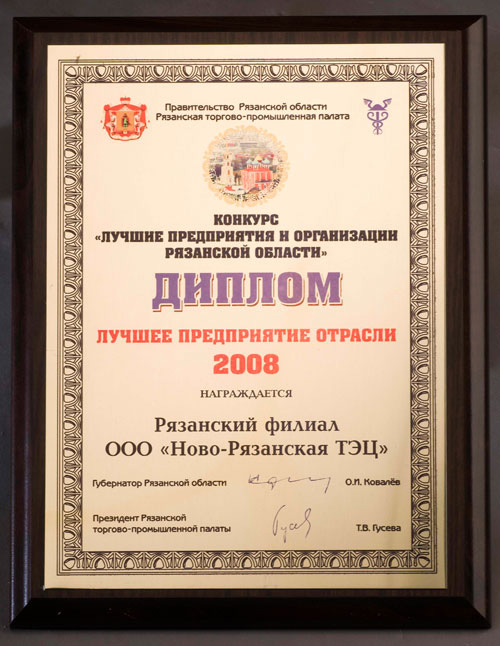 Правительство Рязанской области
Рязанская торгово-промышленная палата
КОНКУРС
«ЛУЧШИЕ ПРЕДПРИЯТИЯ И ОРГАНИЗАЦИИ
РЯЗАНСКОЙ ОБЛАСТИ»
ДИПЛОМ
ЛУЧШЕЕ ПРЕДПРИЯТИЕ ОТРАСЛИ
2008
НАГРАЖДАЕТСЯ
Рязанский филиал
ООО «Ново-Рязанская ТЭЦ»
Губернатор Рязанской области О.И. Ковалёв
Президент Рязанской
торгово-промышленной палаты Т.В. Гусева